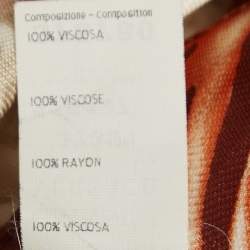 Composizione - Composition
100% VISCOSA
100% VISCOSE
100% RAYON
100% VISCOSA